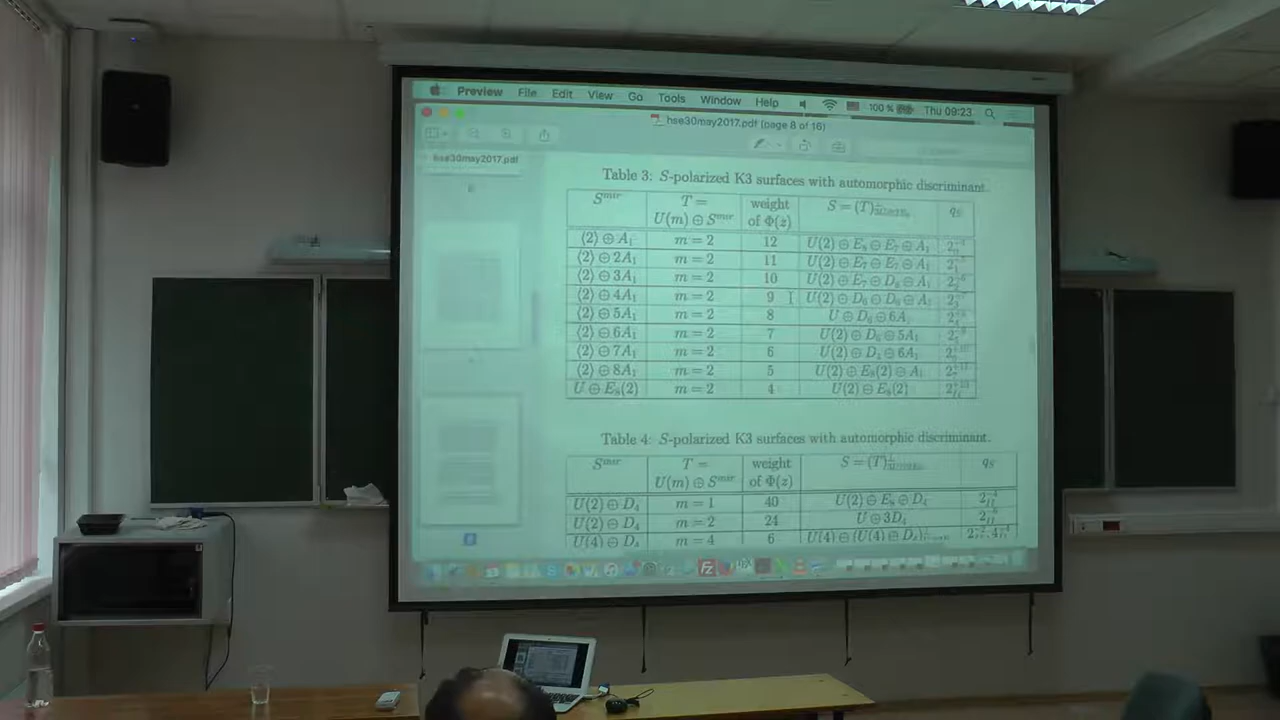 Preview File Edit View Go Tools Window Help 100 % Thu 09:23
hse30may2017.pdf (page 8 of 16)
hse30may2017.pdf
Table 3: S-polarized K3 surfaces with automorphic discriminant.
S^{mir} T = U(m) ⊕ S^{mir} weight of Φ(z) S = (T)^⊥ q_S
⟨2⟩ ⊕ A₁ m = 2 12 U(2) ⊕ E₈ ⊕ E₇ ⊕ A₁
⟨2⟩ ⊕ 2A₁ m = 2 11 U(2) ⊕ E₇ ⊕ E₇ ⊕ A₁
⟨2⟩ ⊕ 3A₁ m = 2 10 U(2) ⊕ E₇ ⊕ D₆ ⊕ A₁
⟨2⟩ ⊕ 4A₁ m = 2 9 U(2) ⊕ D₆ ⊕ D₆ ⊕ A₁
⟨2⟩ ⊕ 5A₁ m = 2 8 U ⊕ D₆ ⊕ 6A₁
⟨2⟩ ⊕ 6A₁ m = 2 7 U(2) ⊕ D₆ ⊕ 5A₁
⟨2⟩ ⊕ 7A₁ m = 2 6 U(2) ⊕ D₄ ⊕ 6A₁
⟨2⟩ ⊕ 8A₁ m = 2 5 U(2) ⊕ E₈(2) ⊕ A₁
U ⊕ E₈(2) m = 2 4 U(2) ⊕ E₈(2)
Table 4: S-polarized K3 surfaces with automorphic discriminant.
S^{mir} T = U(m) ⊕ S^{mir} weight of Φ(z) S = (T)^⊥ q_S
U(2) ⊕ D₄ m = 1 40 U(2) ⊕ E₈ ⊕ D₄
U(2) ⊕ D₄ m = 2 24 U ⊕ 3D₄
U(4) ⊕ D₄ m = 4 6 U(4) ⊕ (U(4) ⊕ D₄)^⊥